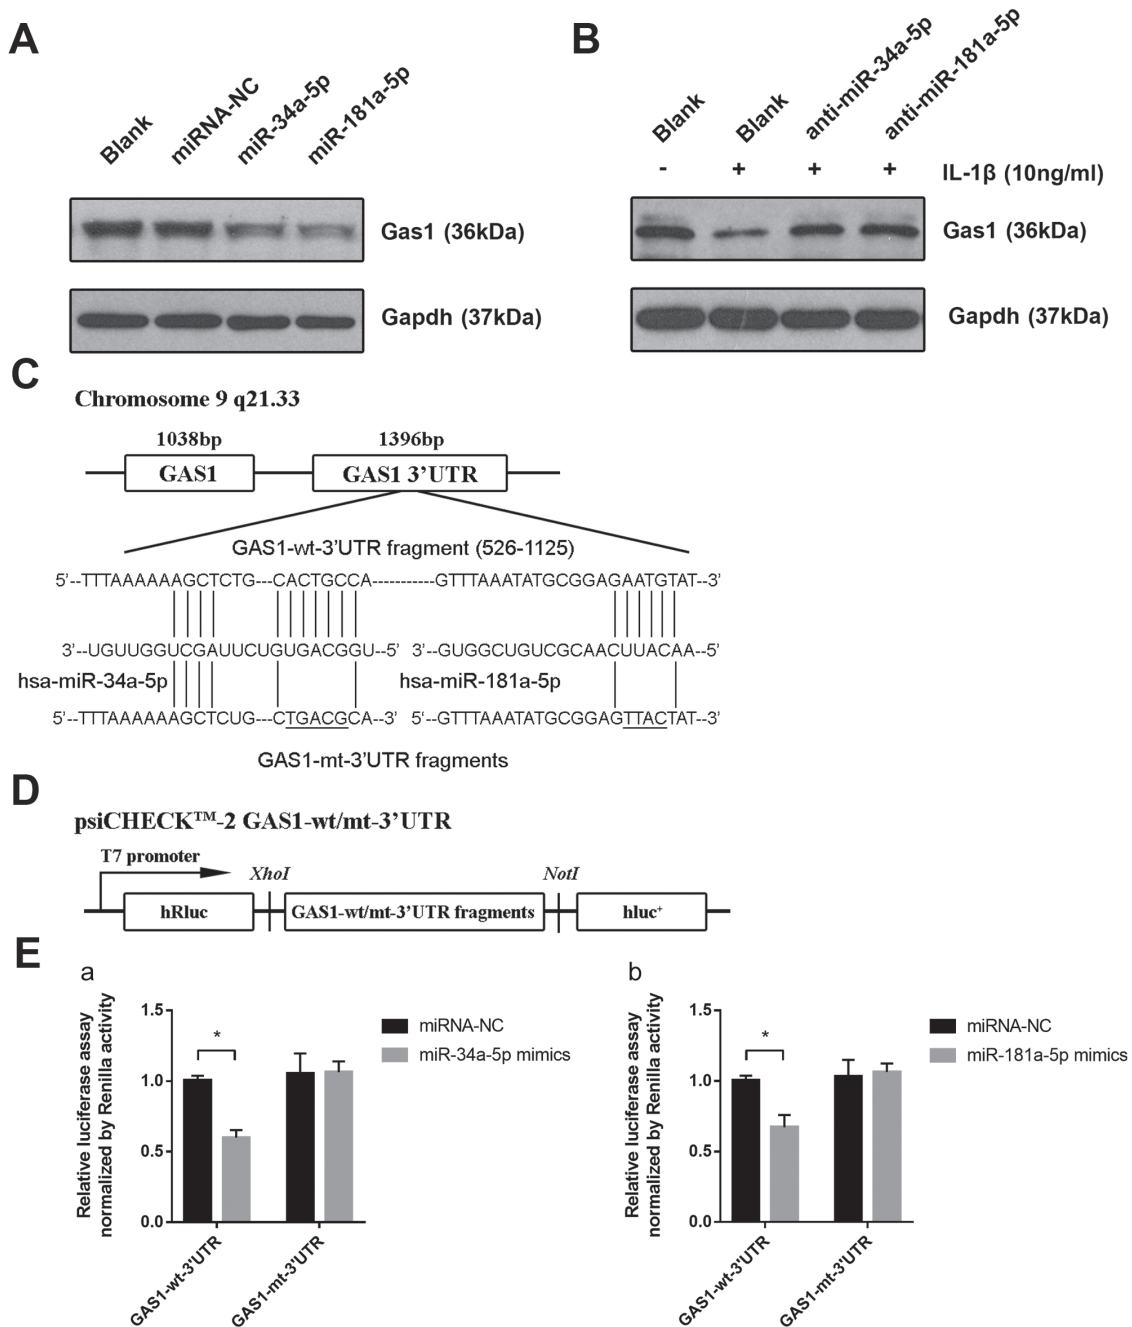 A
Blank
miRNA-NC
miR-34a-5p
miR-181a-5p
Gas1 (36kDa)
Gapdh (37kDa)
B
Blank
Blank
anti-miR-34a-5p
anti-miR-181a-5p
- + + + IL-1β (10ng/ml)
Gas1 (36kDa)
Gapdh (37kDa)
C
Chromosome 9 q21.33
1038bp 1396bp
GAS1 GAS1 3’UTR
GAS1-wt-3’UTR fragment (526-1125)
5’--TTTAAAAAAGCTCTG---CACTGCCA-----------GTTTAAATATGCGGAGAATGTAT--3’
3’--UGUUGGUCGAUUCUGUGACGGU--5’ 3’--GUGGCUGUCGCAACUUACAA--5’
hsa-miR-34a-5p hsa-miR-181a-5p
5’--TTTAAAAAAGCTCUG---CTGACGCA--3’ 5’--GTTTAAATATGCGGAGTTACTAT--3’
GAS1-mt-3’UTR fragments
D
psiCHECK™-2 GAS1-wt/mt-3’UTR
T7 promoter
XhoI NotI
hRluc GAS1-wt/mt-3’UTR fragments hluc⁺
E
a
Relative luciferase assay
normalized by Renilla activity
1.5
1.0
0.5
0.0
*
miRNA-NC
miR-34a-5p mimics
GAS1-wt-3'UTR
GAS1-mt-3'UTR
b
Relative luciferase assay
normalized by Renilla activity
1.5
1.0
0.5
0.0
*
miRNA-NC
miR-181a-5p mimics
GAS1-wt-3'UTR
GAS1-mt-3'UTR